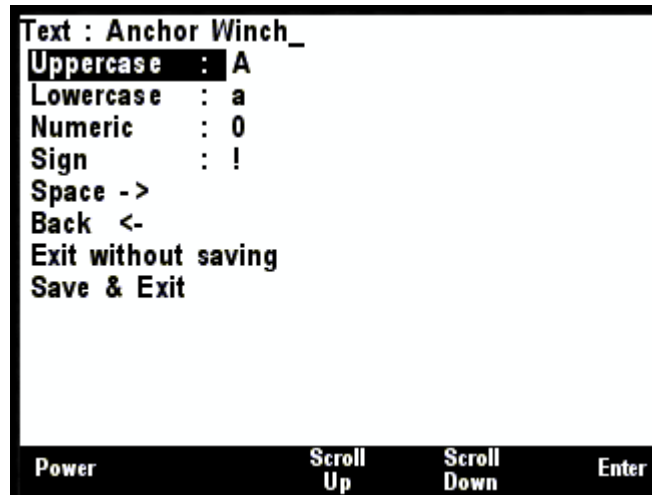 Text : Anchor Winch_
Uppercase : A
Lowercase : a
Numeric : 0
Sign : !
Space ->
Back <-
Exit without saving
Save & Exit
Power Scroll Up Scroll Down Enter